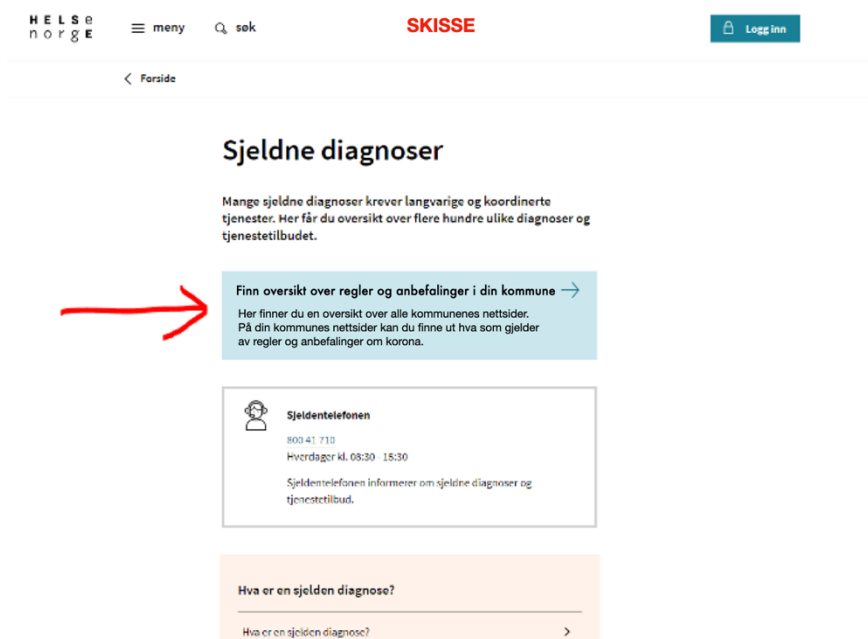 HELSe
norgE
meny
søk
SKISSE
Logg inn
Forside
Sjeldne diagnoser
Mange sjeldne diagnoser krever langvarige og koordinerte
tjenester. Her får du oversikt over flere hundre ulike diagnoser og
tjenestetilbudet.
Finn oversikt over regler og anbefalinger i din kommune
Her finner du en oversikt over alle kommunenes nettsider.
På din kommunes nettsider kan du finne ut hva som gjelder
av regler og anbefalinger om korona.
Sjeldentelefonen
800 41 710
Hverdager kl. 08:30 - 15:30
Sjeldentelefonen informerer om sjeldne diagnoser og
tjenestetilbud.
Hva er en sjelden diagnose?
Hva er en sjelden diagnose?